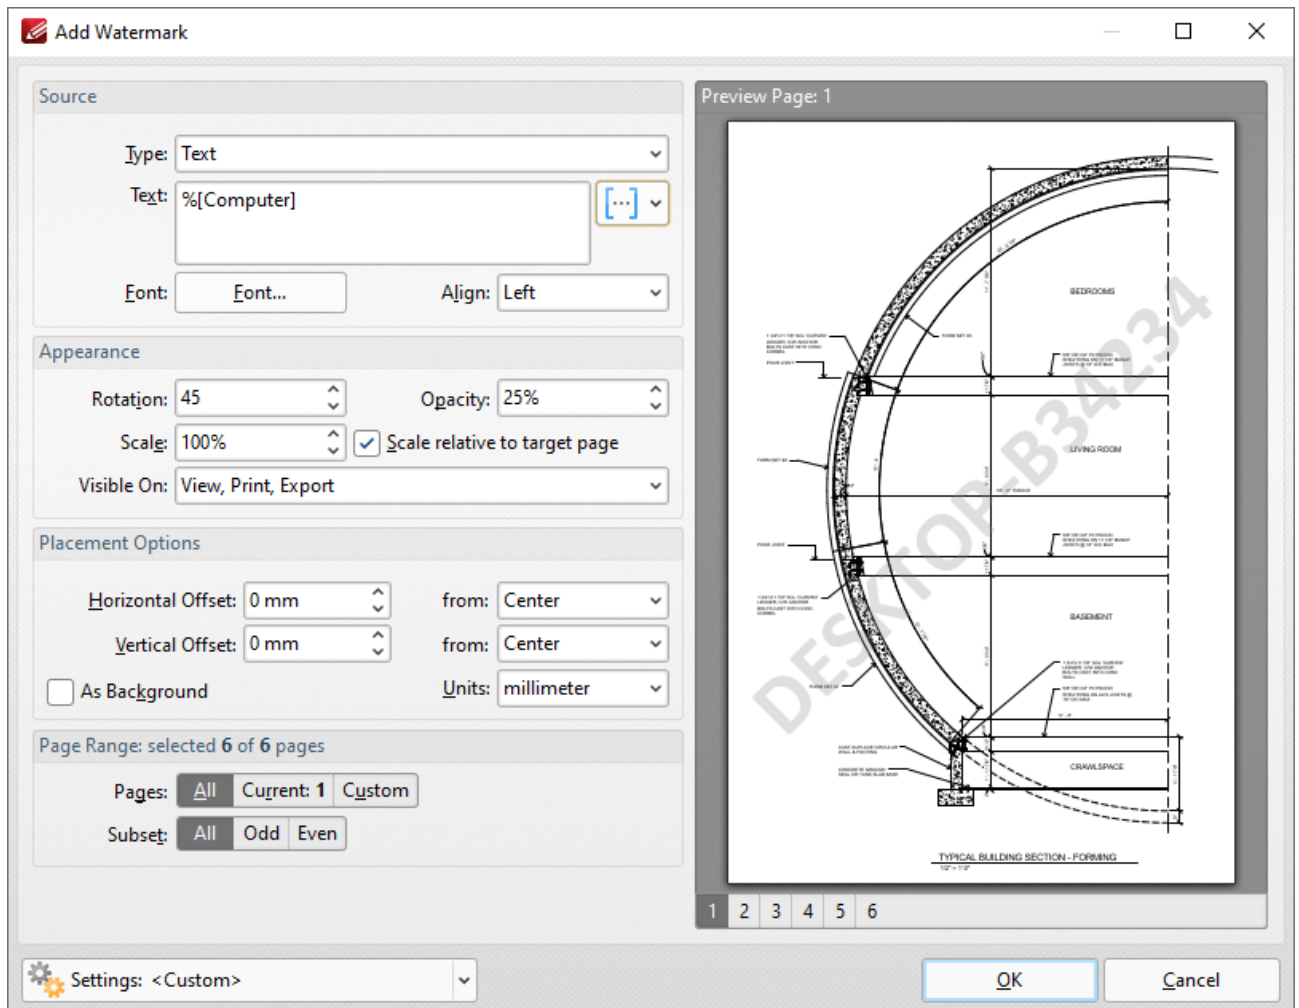 Add Watermark
Source
Type: Text
Text: %[Computer]
Font: Font... Align: Left
Appearance
Rotation: 45 Opacity: 25%
Scale: 100% Scale relative to target page
Visible On: View, Print, Export
Placement Options
Horizontal Offset: 0 mm from: Center
Vertical Offset: 0 mm from: Center
As Background Units: millimeter
Page Range: selected 6 of 6 pages
Pages: All Current: 1 Custom
Subset: All Odd Even
Preview Page: 1
BEDROOMS
LIVING ROOM
BASEMENT
CRAWLSPACE
DESKTOP-B34234
TYPICAL BUILDING SECTION - FORMING
1/2" = 1'0"
1 2 3 4 5 6
Settings: <Custom>
OK Cancel